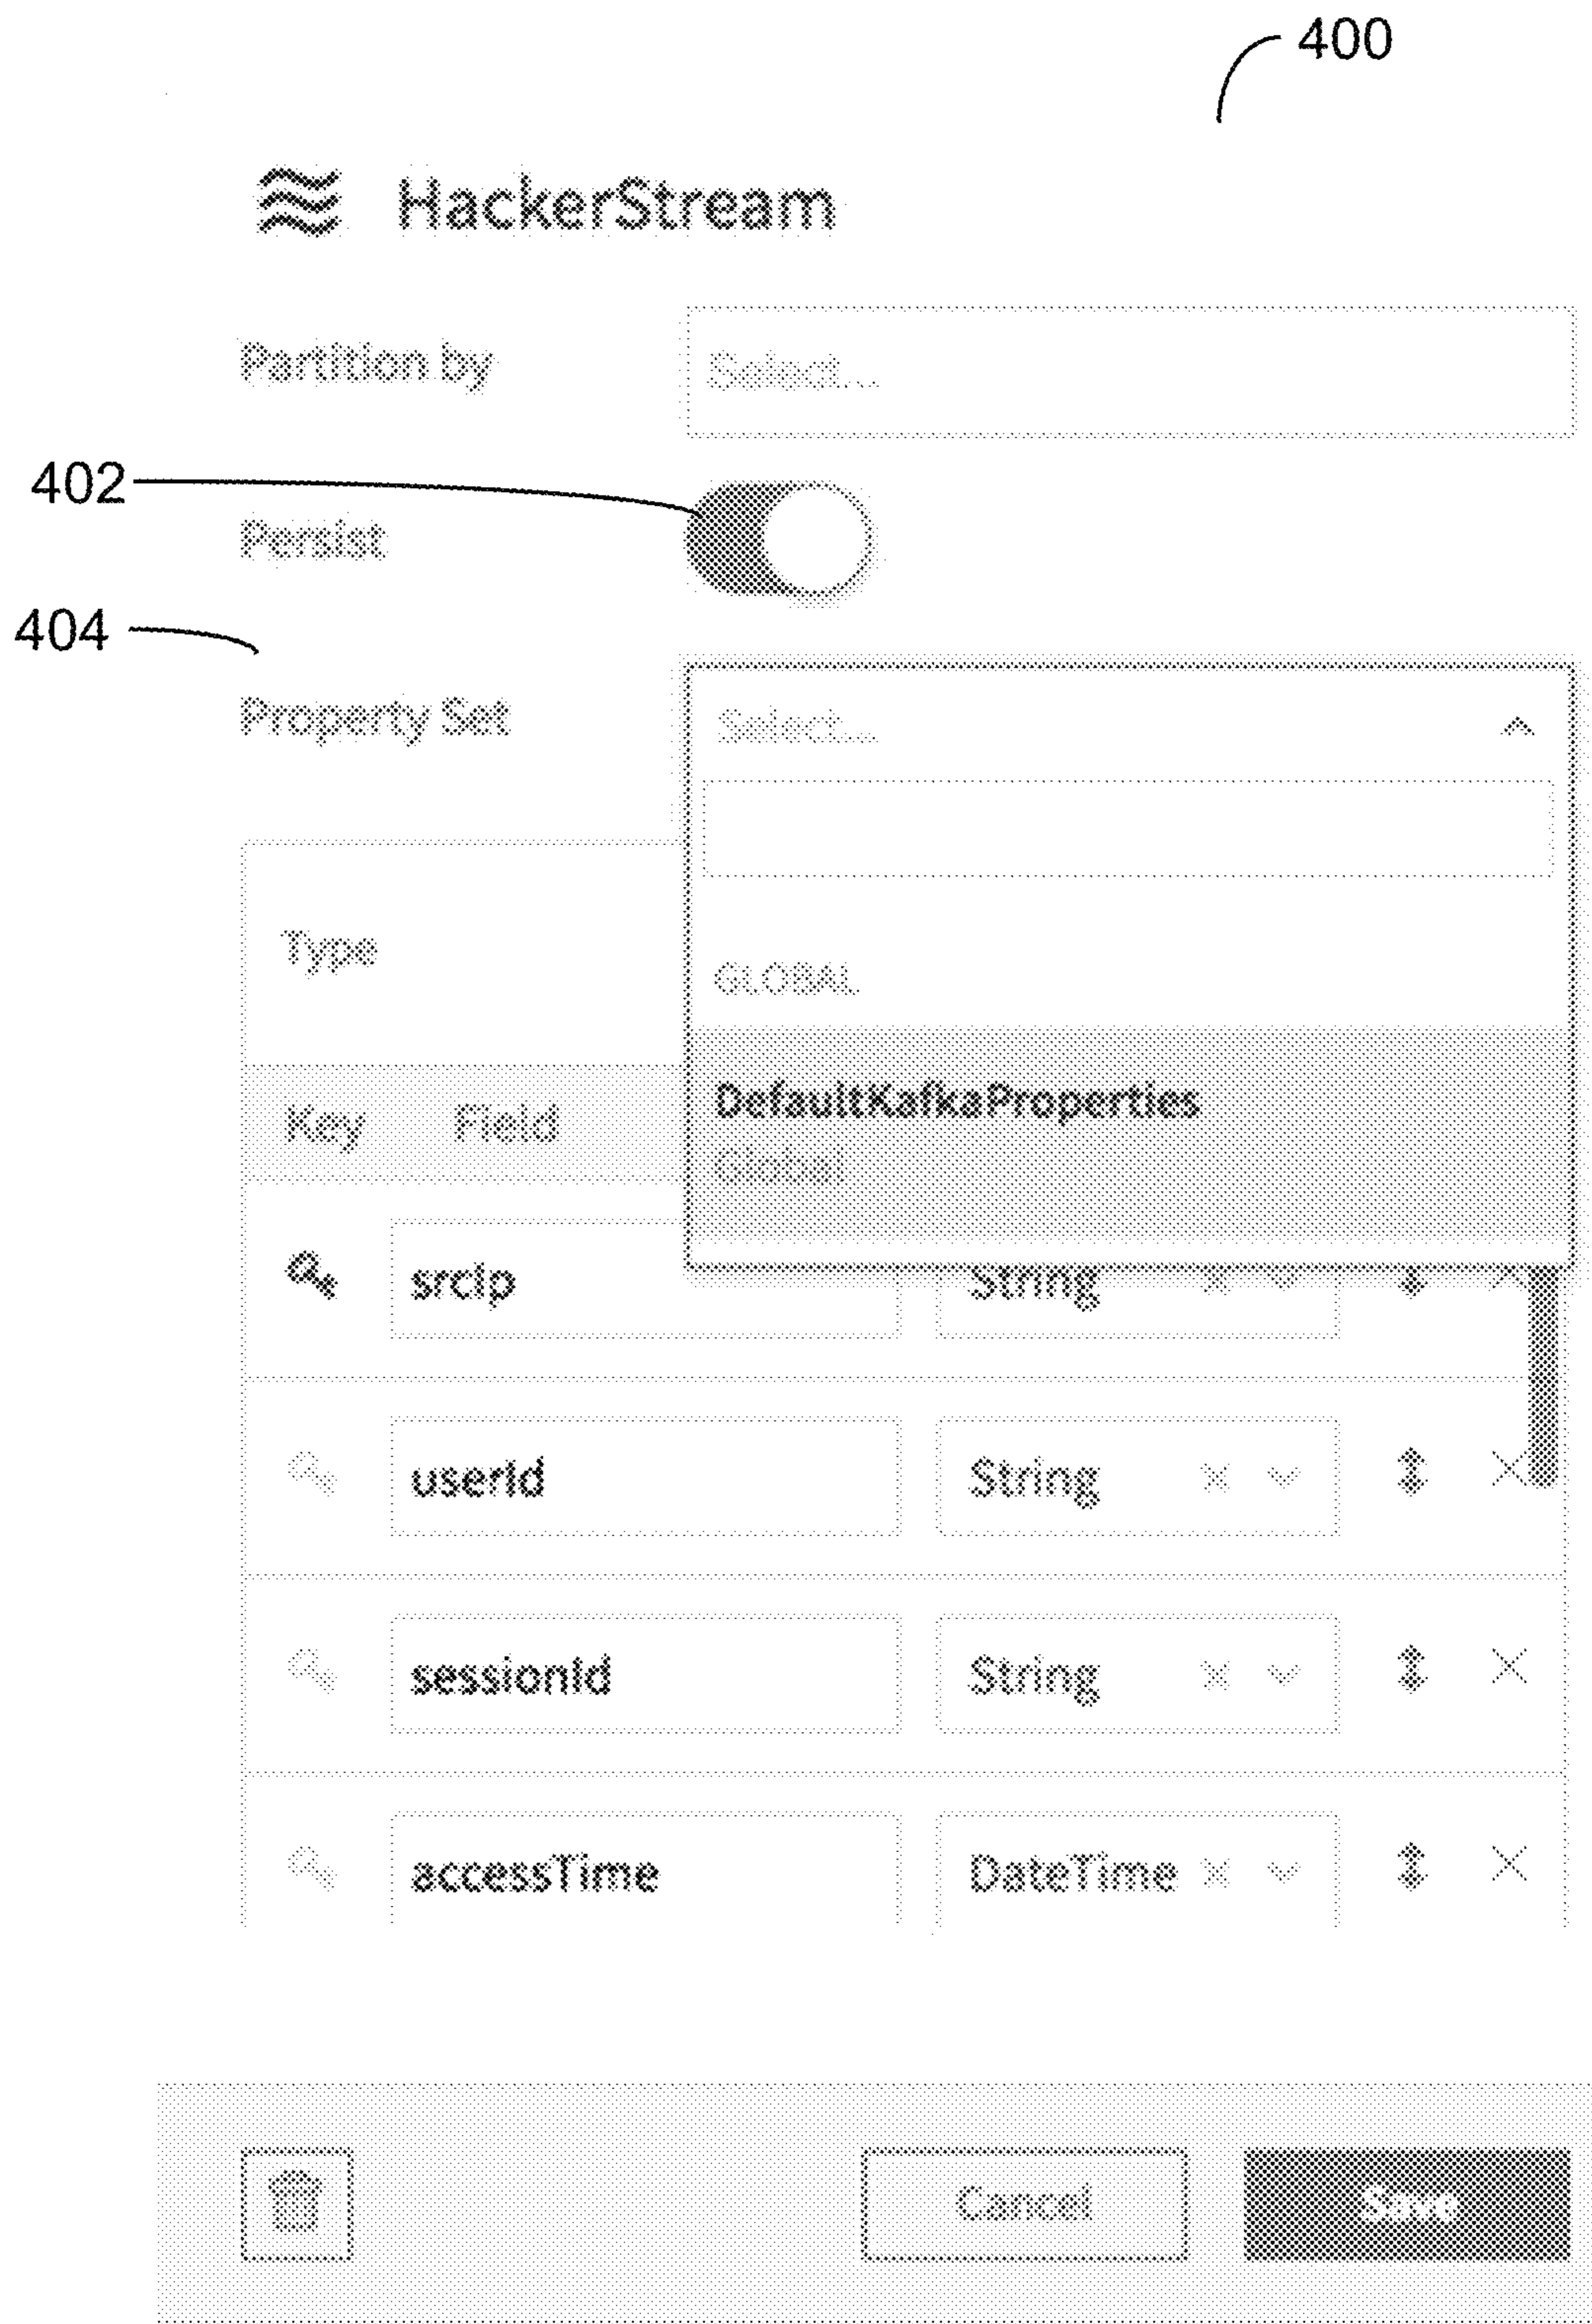 400
HackerStream
Partition by Select...
402
Persist
404
Property Set Select...
Type
GLOBAL
DefaultKafkaProperties
Key Field
Global
srcIp String
userId String
sessionId String
accessTime DateTime
Cancel Save